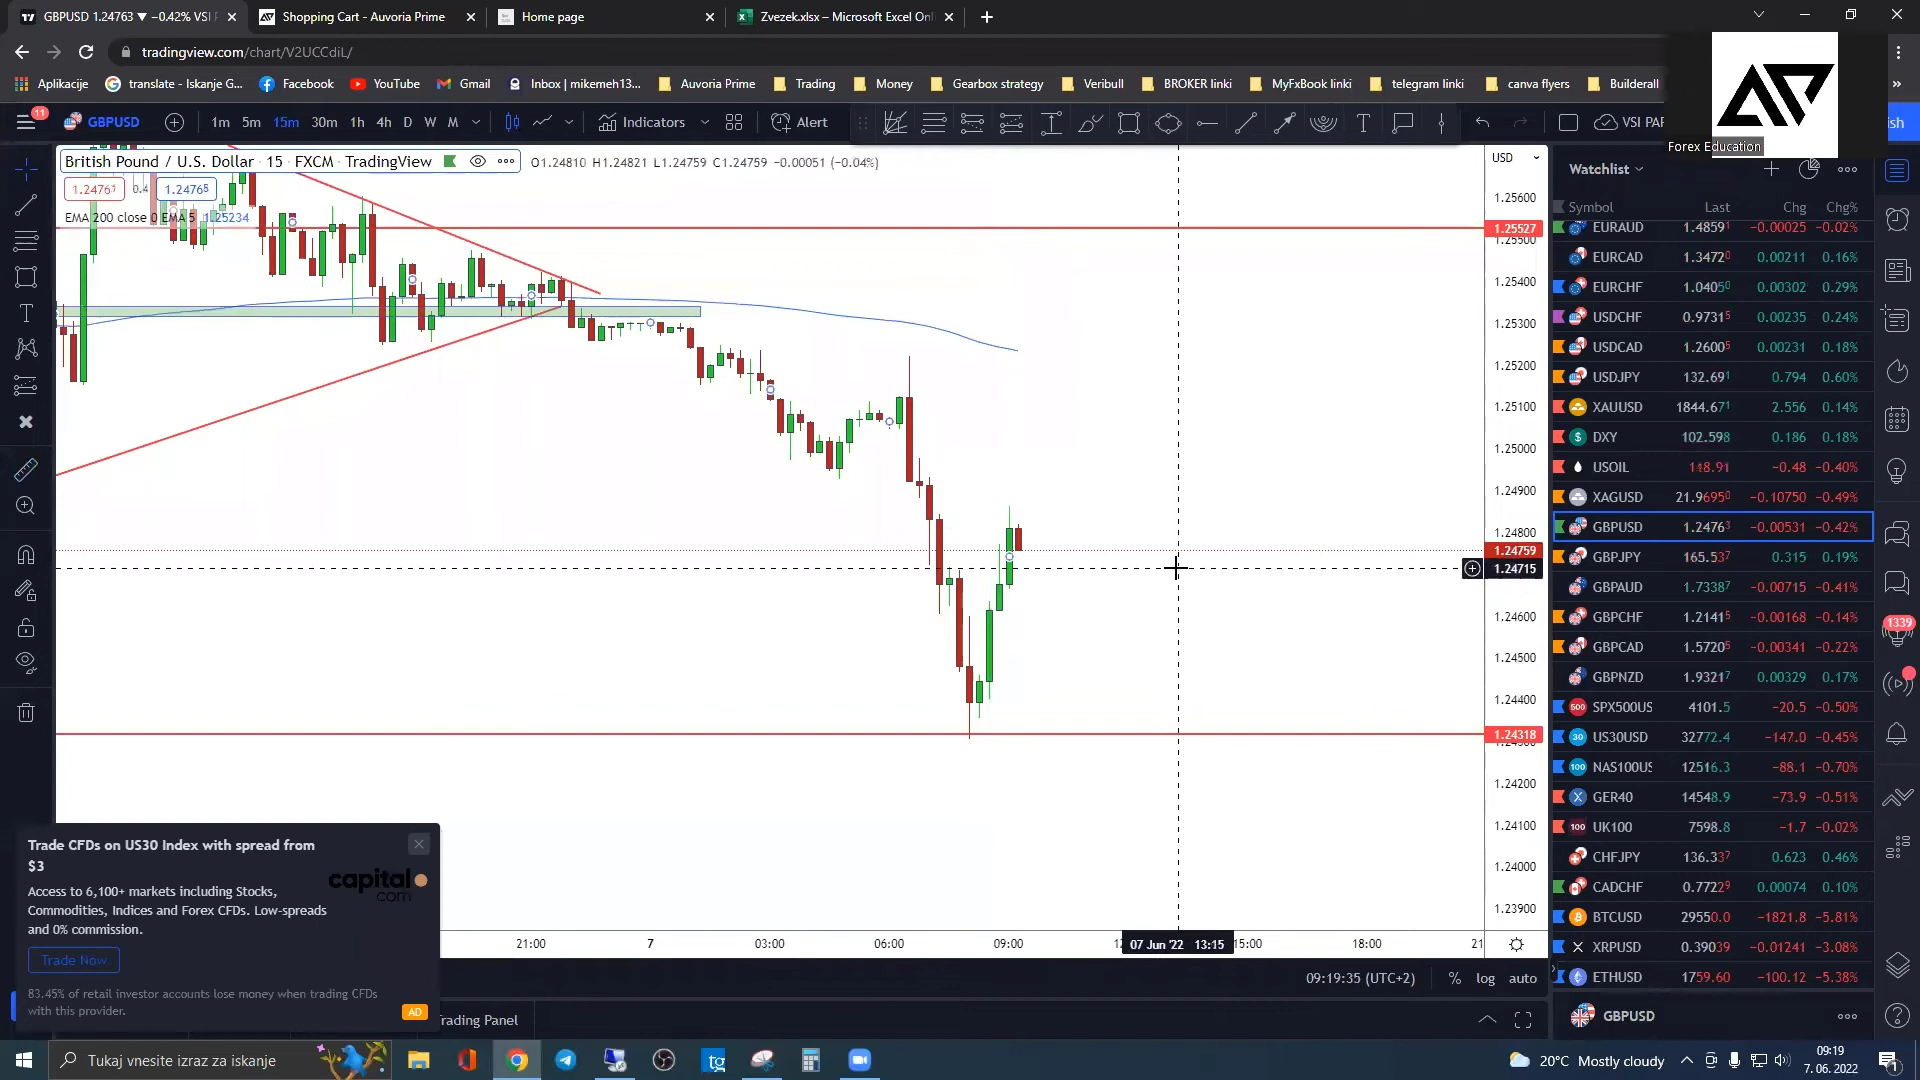 GBPUSD 1.24763 ▼ −0.42% VSI P
Shopping Cart - Auvoria Prime
Home page
Zvezek.xlsx – Microsoft Excel Onl
tradingview.com/chart/V2UCCdiL/
Aplikacije
translate - Iskanje G...
Facebook
YouTube
Gmail
Inbox | mikemeh13...
Auvoria Prime
Trading
Money
Gearbox strategy
Veribull
BROKER linki
MyFxBook linki
telegram linki
canva flyers
Builderall
»
11
GBPUSD
1m 5m 15m 30m 1h 4h D W M
Indicators
Alert
VSI PAR
sh
Forex Education
British Pound / U.S. Dollar · 15 · FXCM · TradingView
O1.24810 H1.24821 L1.24759 C1.24759 −0.00051 (−0.04%)
1.24761 0.4 1.24765
EMA 200 close 0 EMA 5 1.25234
USD
1.25600
1.25527
1.25500
1.25400
1.25300
1.25200
1.25100
1.25000
1.24900
1.24800
1.24759
1.24715
1.24600
1.24500
1.24400
1.24318
1.24200
1.24100
1.24000
1.23900
21:00 7 03:00 06:00 09:00 07 Jun '22 13:15 15:00 18:00 21
09:19:35 (UTC+2) % log auto
Trading Panel
Trade CFDs on US30 Index with spread from
$3
Access to 6,100+ markets including Stocks,
Commodities, Indices and Forex CFDs. Low-spreads
and 0% commission.
capital
com
Trade Now
83.45% of retail investor accounts lose money when trading CFDs
with this provider.
AD
Watchlist
Symbol Last Chg Chg%
EURAUD 1.48591 −0.00025 −0.02%
EURCAD 1.34720 0.00211 0.16%
EURCHF 1.04050 0.00302 0.29%
USDCHF 0.97315 0.00235 0.24%
USDCAD 1.26005 0.00231 0.18%
USDJPY 132.691 0.794 0.60%
XAUUSD 1844.671 2.556 0.14%
DXY 102.598 0.186 0.18%
USOIL 118.91 −0.48 −0.40%
XAGUSD 21.96950 −0.10750 −0.49%
GBPUSD 1.24763 −0.00531 −0.42%
GBPJPY 165.537 0.315 0.19%
GBPAUD 1.73387 −0.00715 −0.41%
GBPCHF 1.21415 −0.00168 −0.14%
GBPCAD 1.57205 −0.00341 −0.22%
GBPNZD 1.93217 0.00329 0.17%
500 SPX500US 4101.5 −20.5 −0.50%
30 US30USD 32772.4 −147.0 −0.45%
100 NAS100US 12516.3 −88.1 −0.70%
GER40 14548.9 −73.9 −0.51%
100 UK100 7598.8 −1.7 −0.02%
CHFJPY 136.337 0.623 0.46%
CADCHF 0.77229 0.00074 0.10%
BTCUSD 29550.0 −1821.8 −5.81%
XRPUSD 0.39039 −0.01241 −3.08%
ETHUSD 1759.60 −100.12 −5.38%
GBPUSD
1339
Tukaj vnesite izraz za iskanje
tg
20°C Mostly cloudy
09:19
7. 06. 2022
1